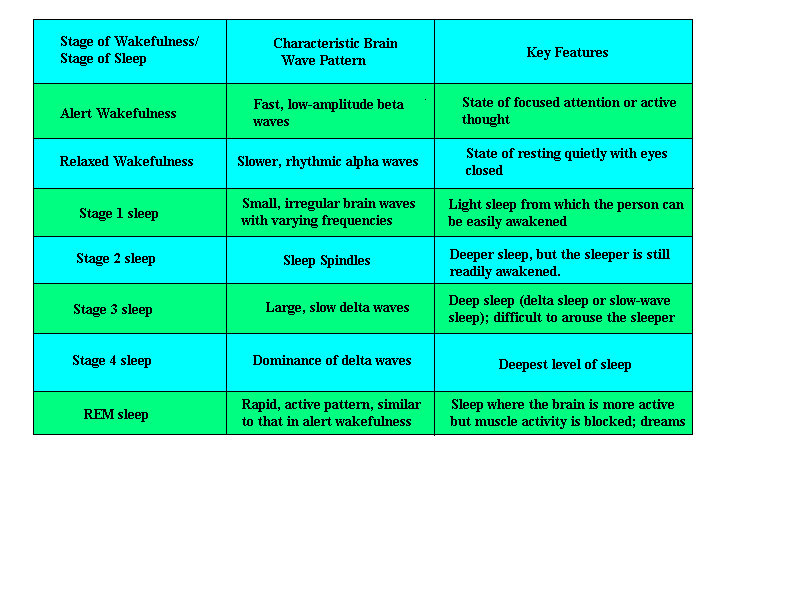 Stage of Wakefulness/
Stage of Sleep
Characteristic Brain
Wave Pattern
Key Features
Alert Wakefulness
Fast, low-amplitude beta
waves
State of focused attention or active
thought
Relaxed Wakefulness
Slower, rhythmic alpha waves
State of resting quietly with eyes
closed
Stage 1 sleep
Small, irregular brain waves
with varying frequencies
Light sleep from which the person can
be easily awakened
Stage 2 sleep
Sleep Spindles
Deeper sleep, but the sleeper is still
readily awakened.
Stage 3 sleep
Large, slow delta waves
Deep sleep (delta sleep or slow-wave
sleep); difficult to arouse the sleeper
Stage 4 sleep
Dominance of delta waves
Deepest level of sleep
REM sleep
Rapid, active pattern, similar
to that in alert wakefulness
Sleep where the brain is more active
but muscle activity is blocked; dreams